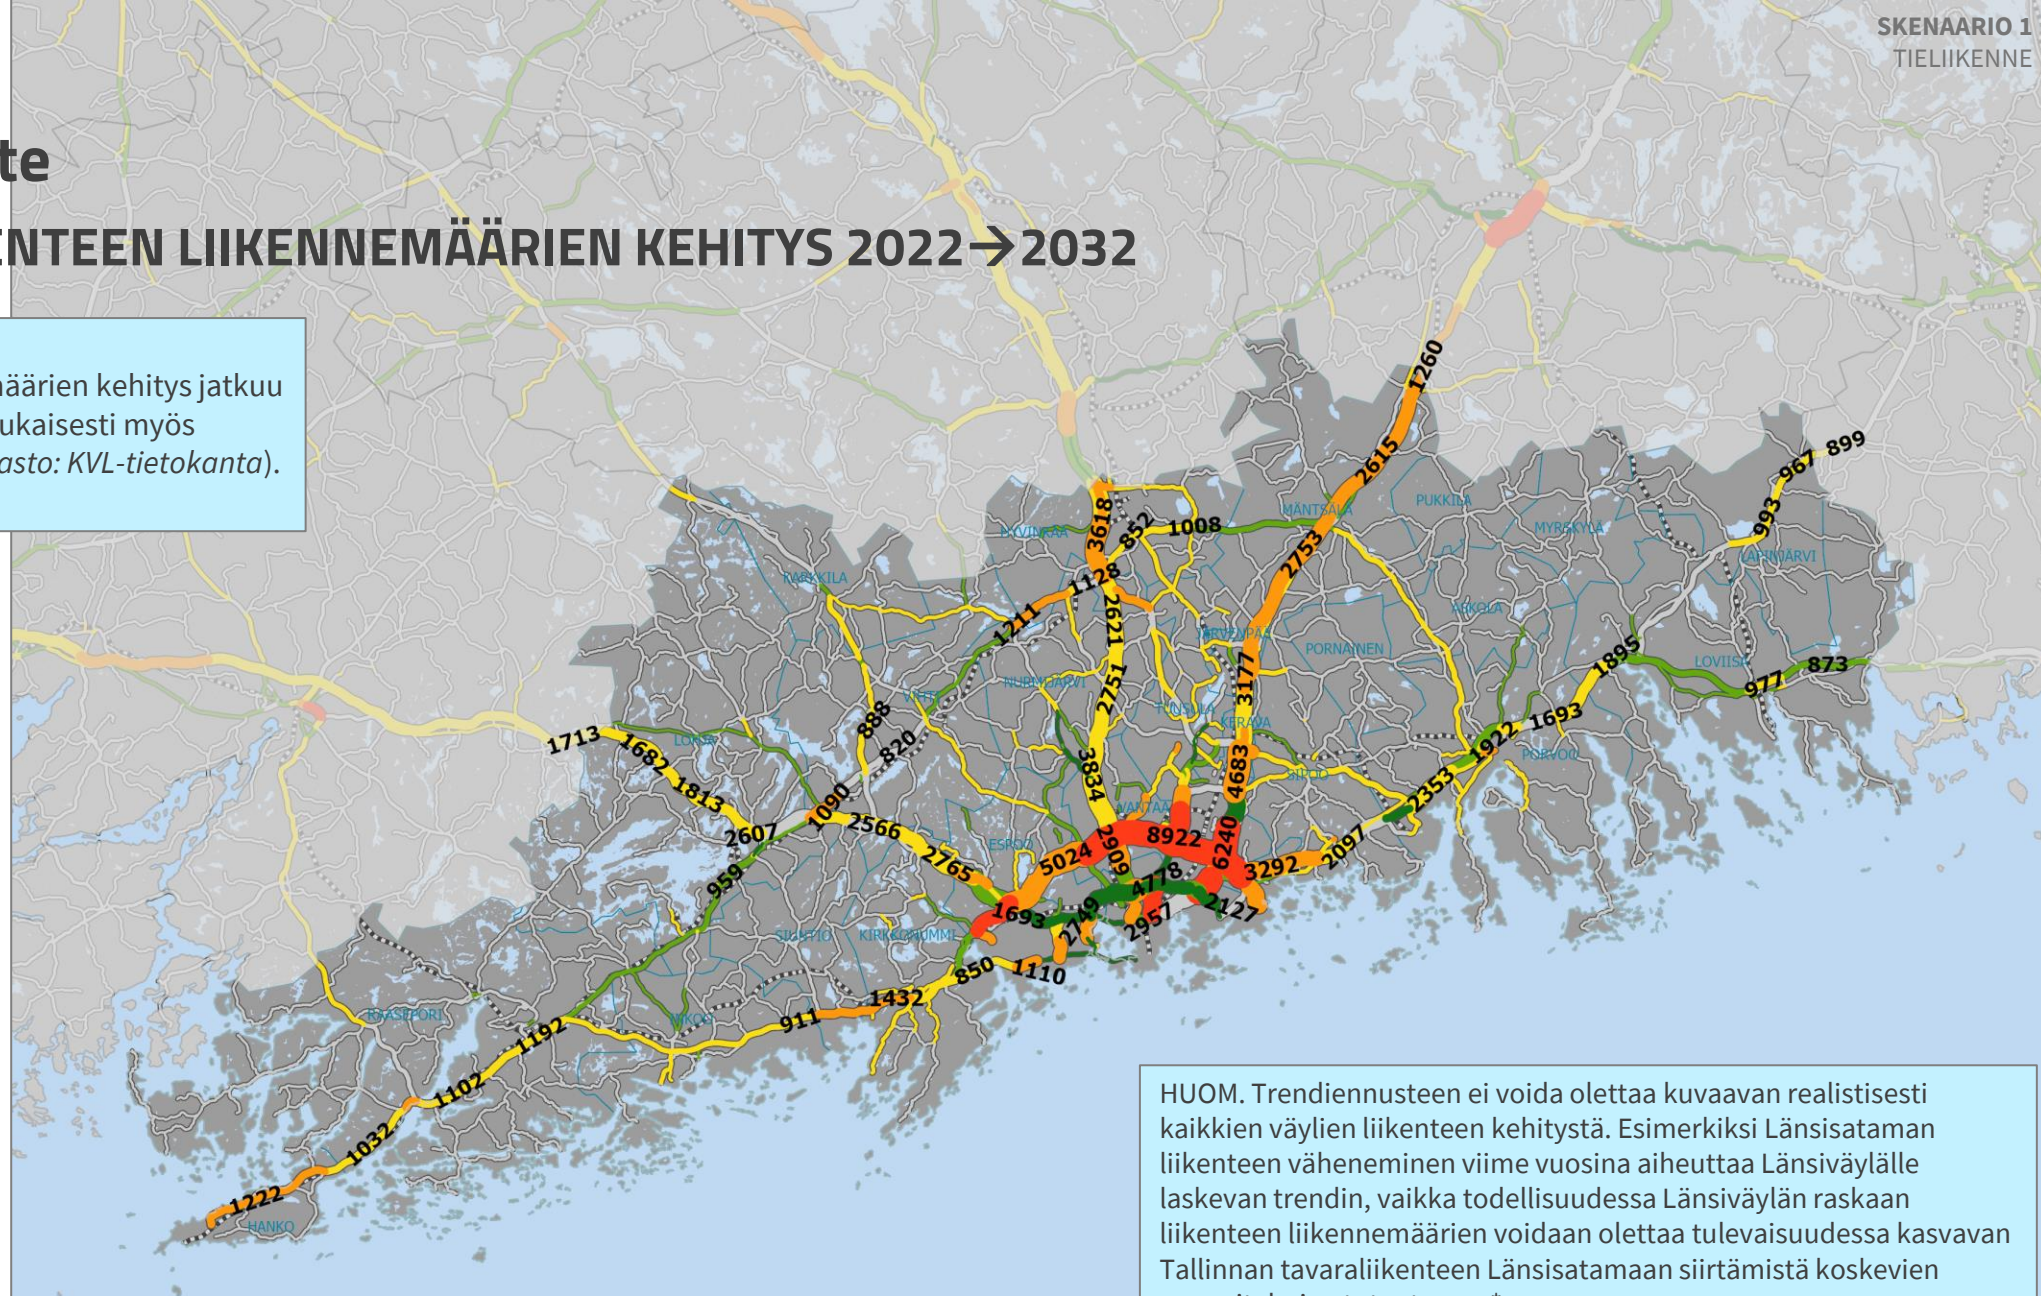 SKENAARIO 1
TIELIIKENNE
te
ENTEEN LIIKENNEMÄÄRIEN KEHITYS 2022→2032
määrien kehitys jatkuu
ukaisesti myös
asto: KVL-tietokanta).
1260
2615
899
967
993
3618
852
1008
MÄNTSÄLÄ
PUKKILA
MYRSKYLÄ
HYVINKÄÄ
LAPINJÄRVI
2753
KARKKILA
1128
1211
2621
ASKOLA
JÄRVENPÄÄ
PORNAINEN
1895
LOVIISA
873
977
3177
2751
NURMIJÄRVI
VIHTI
TUUSULA
KERAVA
888
820
1693
1922
PORVOO
1713
1682
LOHJA
1813
3834
4683
SIPOO
2353
1090
2607
2566
VANTAA
2909
8922
6240
2097
ESPOO
5024
2765
3292
959
4778
1693
2749
2957
2127
SIUNTIO
KIRKKONUMMI
850
1110
1432
911
INKOO
RAASEPORI
1192
1102
1032
1222
HANKO
HUOM. Trendiennusteen ei voida olettaa kuvaavan realistisesti
kaikkien väylien liikenteen kehitystä. Esimerkiksi Länsisataman
liikenteen väheneminen viime vuosina aiheuttaa Länsiväylälle
laskevan trendin, vaikka todellisuudessa Länsiväylän raskaan
liikenteen liikennemäärien voidaan olettaa tulevaisuudessa kasvavan
Tallinnan tavaraliikenteen Länsisatamaan siirtämistä koskevien